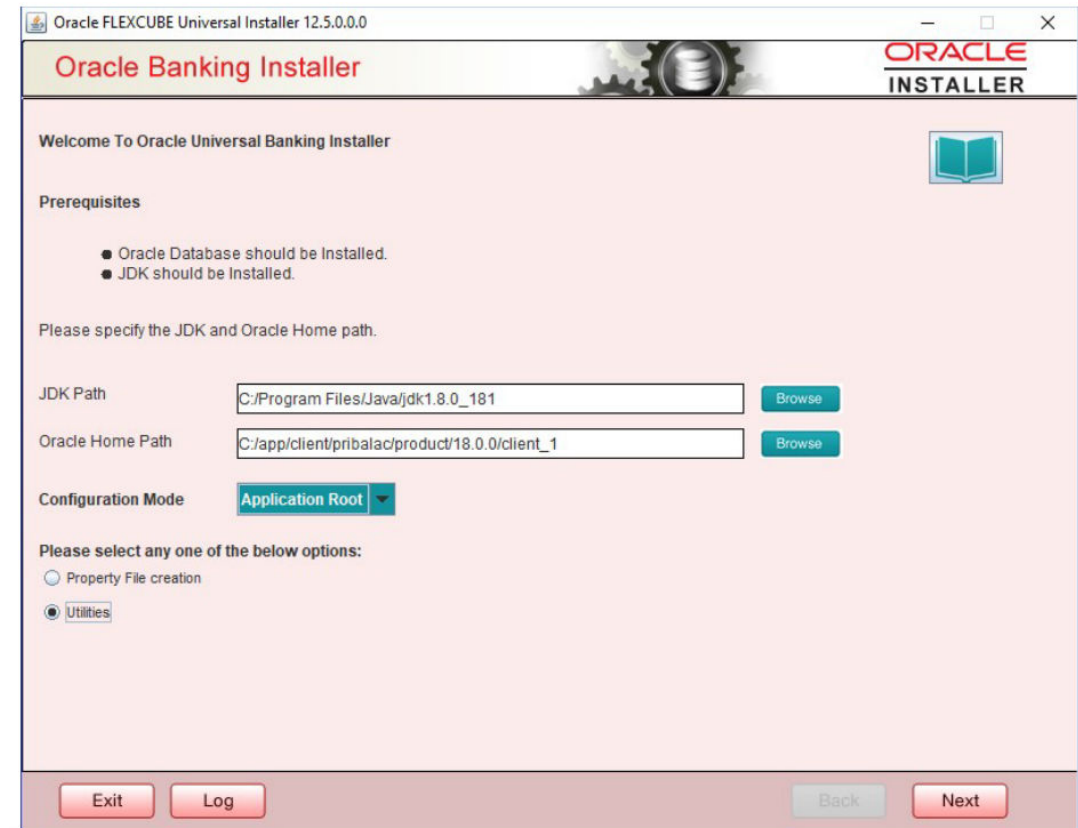 Oracle FLEXCUBE Universal Installer 12.5.0.0.0
Oracle Banking Installer
ORACLE
INSTALLER
Welcome To Oracle Universal Banking Installer
Prerequisites
Oracle Database should be Installed.
JDK should be Installed.
Please specify the JDK and Oracle Home path.
JDK Path C:/Program Files/Java/jdk1.8.0_181 Browse
Oracle Home Path C:/app/client/pribalac/product/18.0.0/client_1 Browse
Configuration Mode Application Root
Please select any one of the below options:
Property File creation
Utilities
Exit Log Back Next